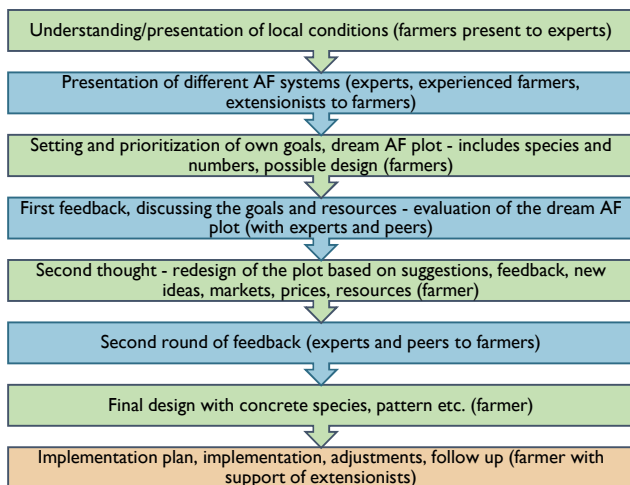 Understanding/presentation of local conditions (farmers present to experts)
Presentation of different AF systems (experts, experienced farmers,
extensionists to farmers)
Setting and prioritization of own goals, dream AF plot - includes species and
numbers, possible design (farmers)
First feedback, discussing the goals and resources - evaluation of the dream AF
plot (with experts and peers)
Second thought - redesign of the plot based on suggestions, feedback, new
ideas, markets, prices, resources (farmer)
Second round of feedback (experts and peers to farmers)
Final design with concrete species, pattern etc. (farmer)
Implementation plan, implementation, adjustments, follow up (farmer with
support of extensionists)